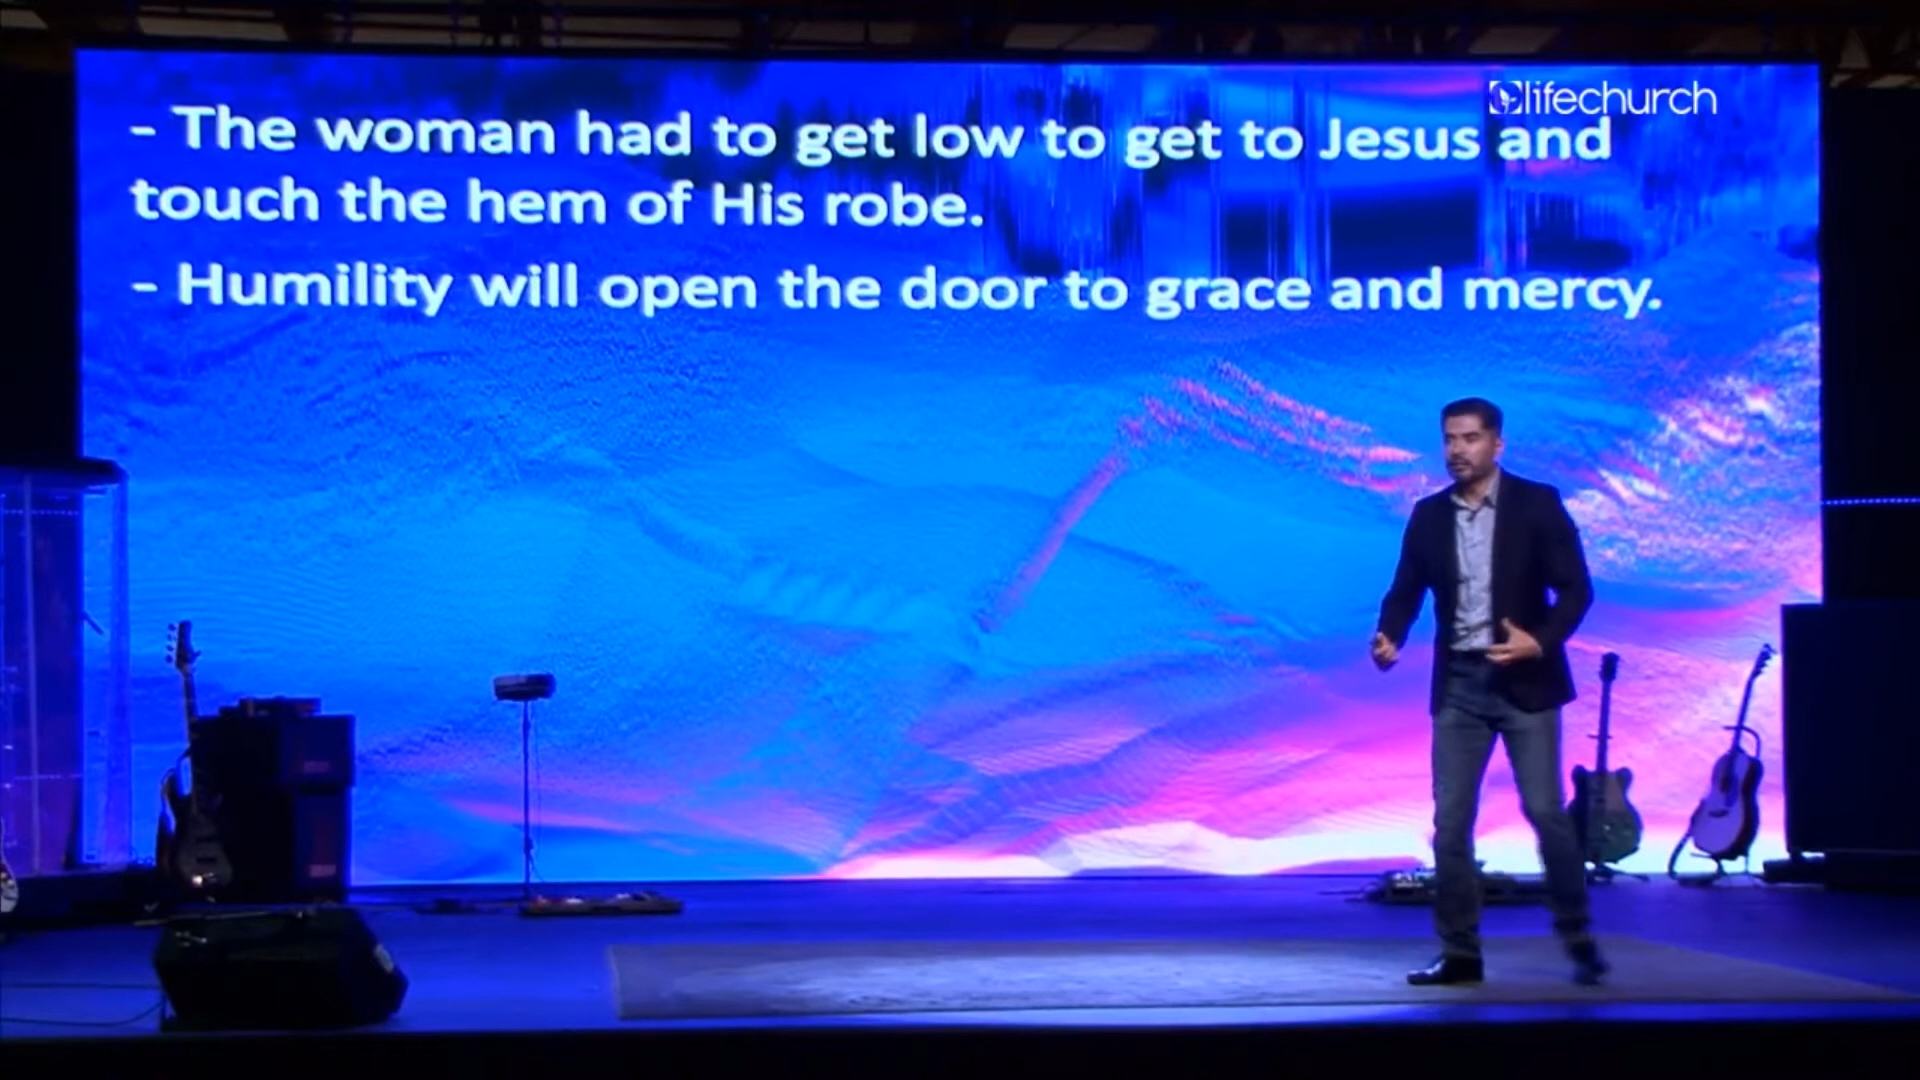 lifechurch
- The woman had to get low to get to Jesus and
touch the hem of His robe.
- Humility will open the door to grace and mercy.